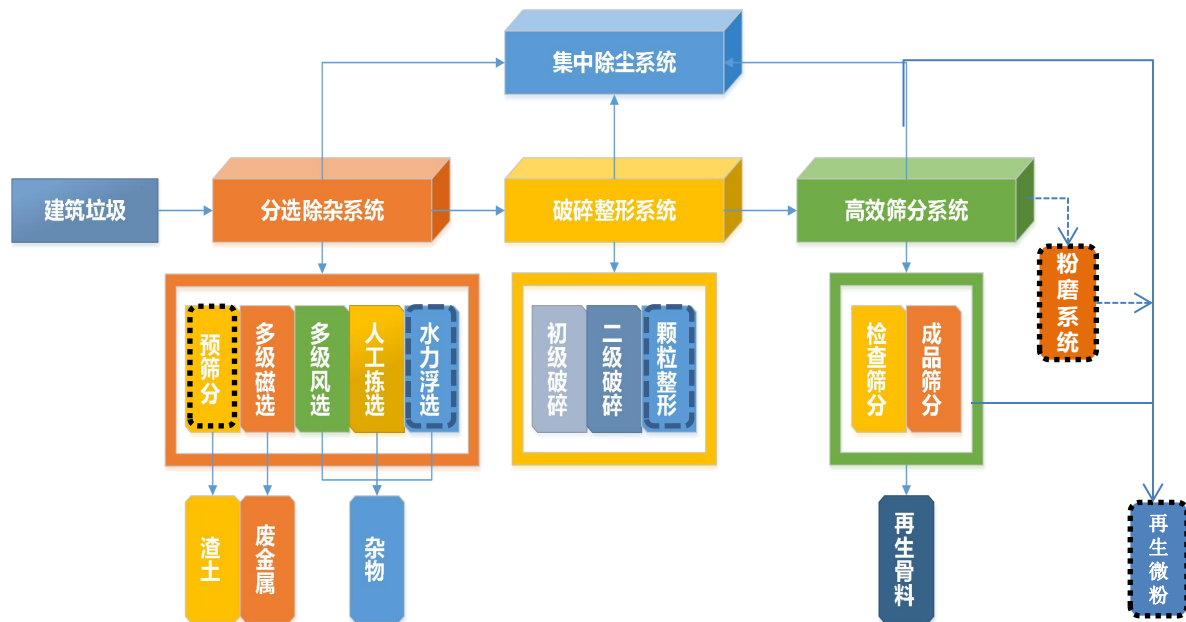 集中除尘系统
建筑垃圾
分选除杂系统
破碎整形系统
高效筛分系统
粉磨系统
预筛分
多级磁选
多级风选
人工拣选
水力浮选
初级破碎
二级破碎
颗粒整形
检查筛分
成品筛分
渣土
废金属
杂物
再生骨料
再生微粉